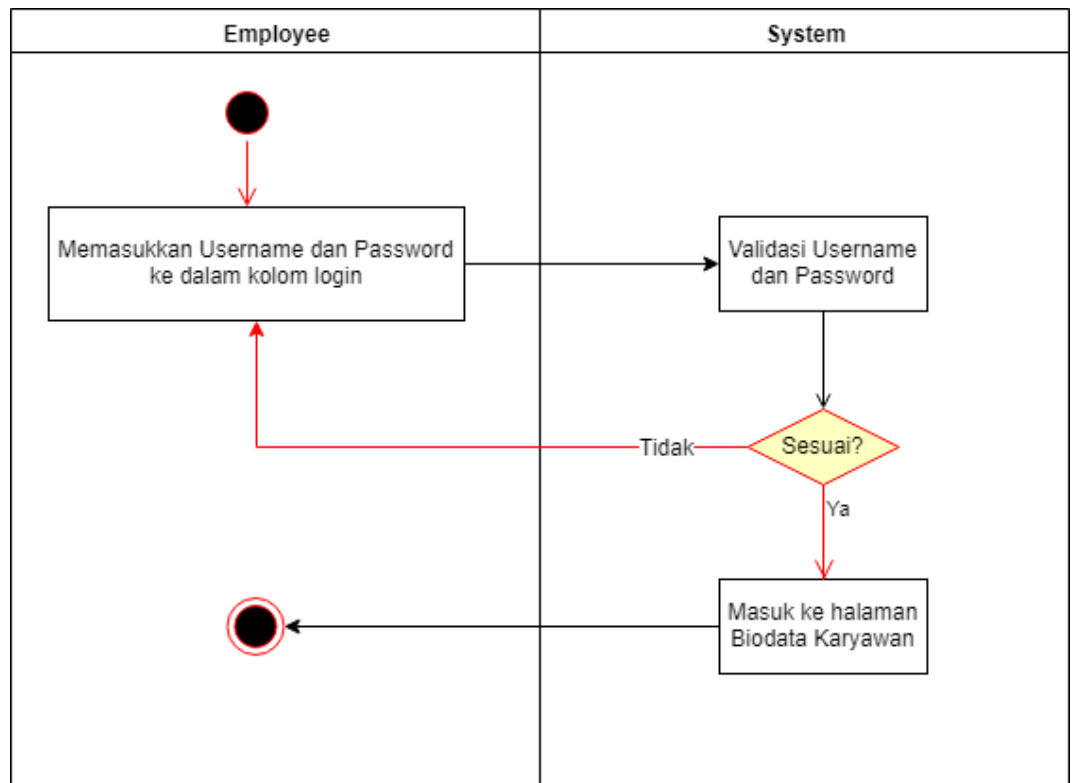 Employee
System
Memasukkan Username dan Password
ke dalam kolom login
Validasi Username
dan Password
Tidak
Sesuai?
Ya
Masuk ke halaman
Biodata Karyawan